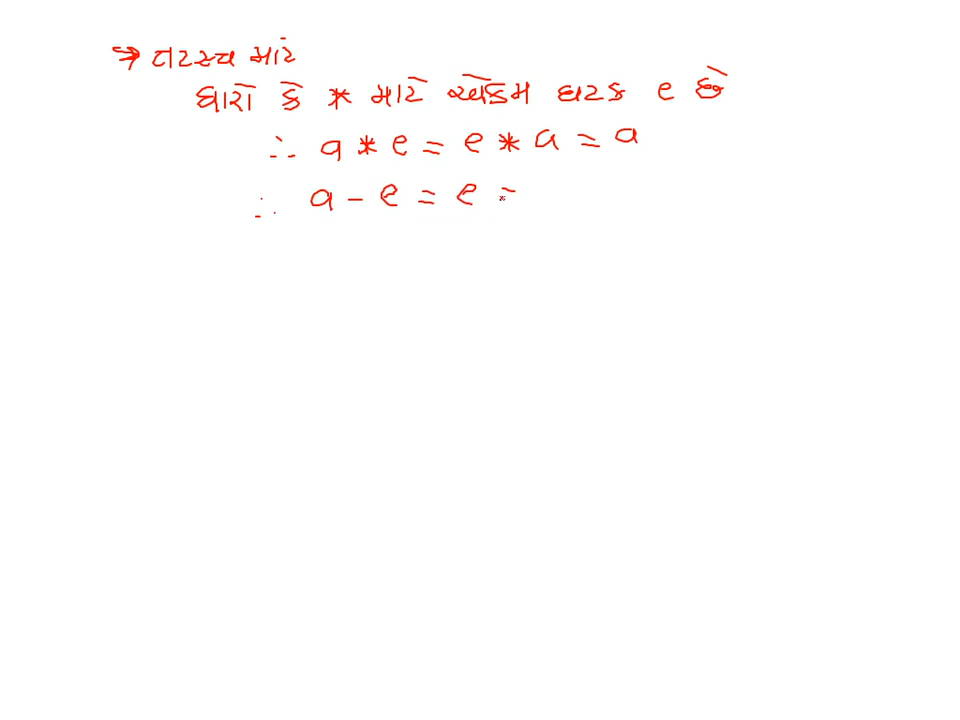 → તટસ્થ માટે
ધારો કે * માટે એકમ ઘટક e છે
∴ a * e = e * a = a
∴ a - e = e =